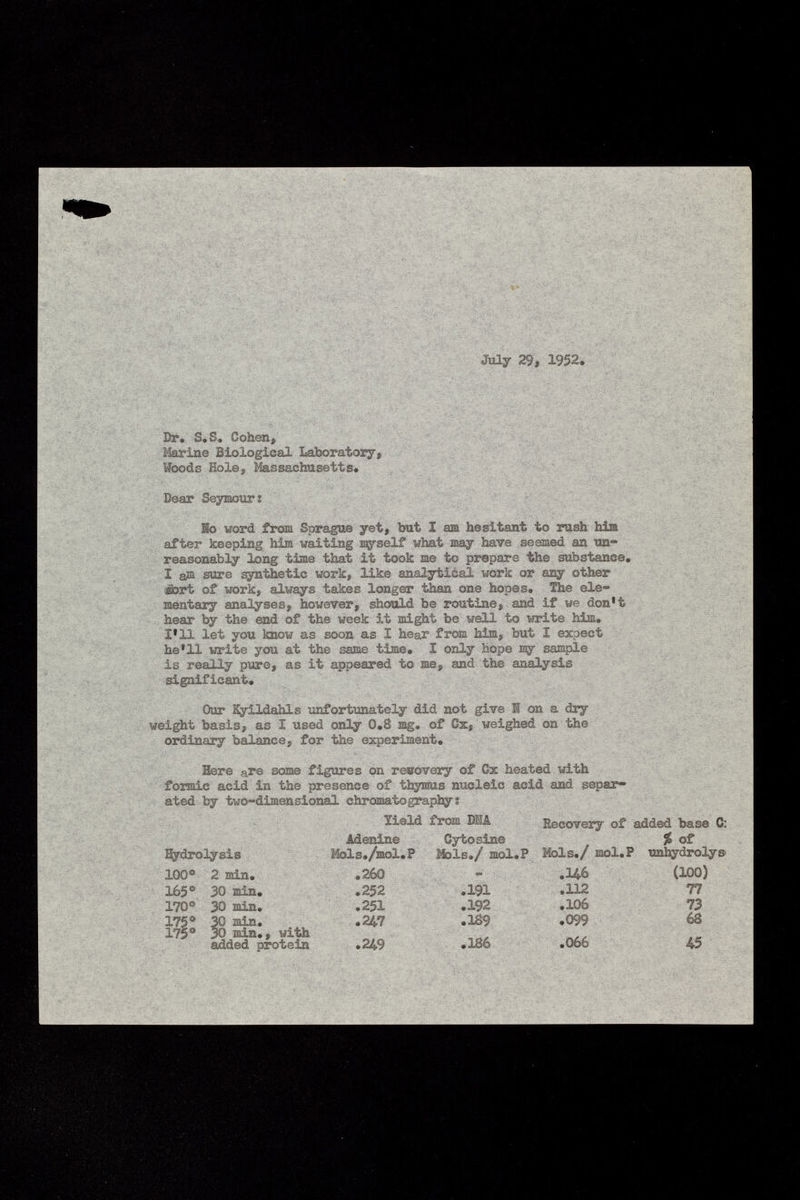 July 29, 1952.
Dr. S.S. Cohen,
Marine Biological Laboratory,
Woods Hole, Massachusetts.
Dear Seymour:
No word from Sprague yet, but I am hesitant to rush him
after keeping him waiting myself what may have seemed an un-
reasonably long time that it took me to prepare the substance.
I am sure synthetic work, like analytical work or any other
sort of work, always takes longer than one hopes. The ele-
mentary analyses, however, should be routine, and if we don't
hear by the end of the week it might be well to write him.
I'll let you know as soon as I hear from him, but I expect
he'll write you at the same time. I only hope my sample
is really pure, as it appeared to me, and the analysis
significant.
Our Kyildahls unfortunately did not give N on a dry
weight basis, as I used only 0.8 mg. of Cx, weighed on the
ordinary balance, for the experiment.
Here are some figures on recovery of Cx heated with
formic acid in the presence of thymus nucleic acid and separ-
ated by two-dimensional chromatography:
Yield from DNA Recovery of added base C:
Adenine Cytosine % of
Hydrolysis Mols./mol.P Mols./ mol.P Mols./ mol.P unhydrolys
100° 2 min. .260 - .146 (100)
165° 30 min. .252 .191 .112 77
170° 30 min. .251 .192 .106 73
175° 30 min. .247 .189 .099 68
175° 30 min., with
added protein .249 .186 .066 45